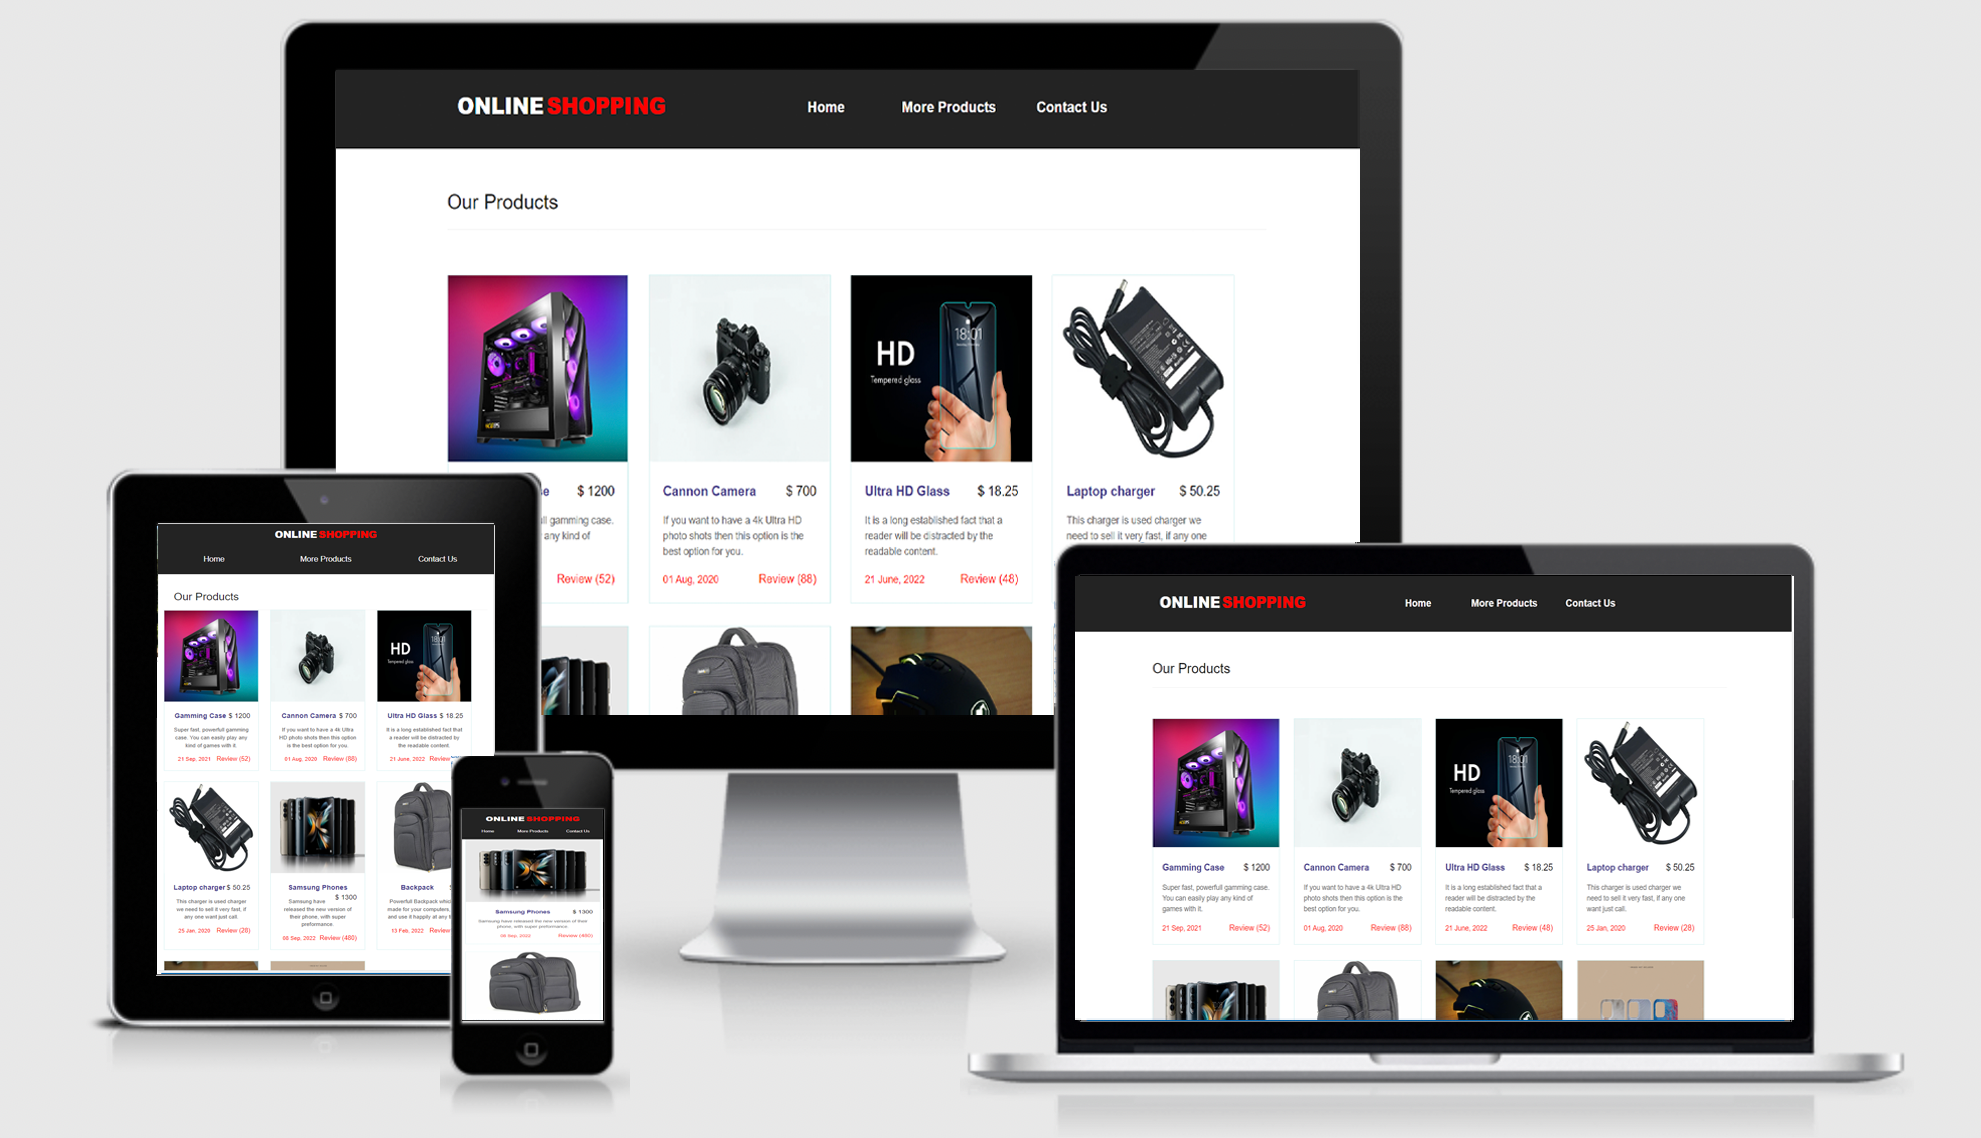 ONLINE SHOPPING
Home More Products Contact Us
Our Products
HD
Tempered glass
18:01
se $ 1200
ll gamming case.
any kind of
Review (52)
Cannon Camera $ 700
If you want to have a 4k Ultra HD
photo shots then this option is the
best option for you.
01 Aug, 2020 Review (88)
Ultra HD Glass $ 18.25
It is a long established fact that a
reader will be distracted by the
readable content.
21 June, 2022 Review (48)
Laptop charger $ 50.25
This charger is used charger we
need to sell it very fast, if any one
ONLINE SHOPPING
Home More Products Contact Us
Our Products
HD
Tempered glass
18:01
Gamming Case $ 1200
Super fast, powerfull gamming
case. You can easily play any
kind of games with it.
21 Sep, 2021 Review (52)
Cannon Camera $ 700
If you want to have a 4k Ultra
HD photo shots then this option
is the best option for you.
01 Aug, 2020 Review (88)
Ultra HD Glass $ 18.25
It is a long established fact that
a reader will be distracted by
the readable content.
21 June, 2022 Review
Laptop charger $ 50.25
This charger is used charger
we need to sell it very fast, if
any one want just call.
25 Jan, 2020 Review (28)
Samsung Phones
$ 1300
Samsung have
released the new version of
their phone, with super
preformance.
08 Sep, 2022 Review (480)
Backpack $
Powerfull Backpack whic
made for your computers,
and use it happly at any t
13 Feb, 2022 Review
ONLINE SHOPPING
Home More Products Contact Us
Samsung Phones $ 1300
Samsung have released the new version of their
phone, with super preformance.
08 Sep, 2022 Review (480)
ONLINE SHOPPING
Home More Products Contact Us
Our Products
HD
Tempered glass
18:01
Gamming Case $ 1200
Super fast, powerfull gamming case.
You can easily play any kind of
games with it.
21 Sep, 2021 Review (52)
Cannon Camera $ 700
If you want to have a 4k Ultra HD
photo shots then this option is the
best option for you.
01 Aug, 2020 Review (88)
Ultra HD Glass $ 18.25
It is a long established fact that a
reader will be distracted by the
readable content.
21 June, 2022 Review (48)
Laptop charger $ 50.25
This charger is used charger we
need to sell it very fast, if any one
want just call.
25 Jan, 2020 Review (28)